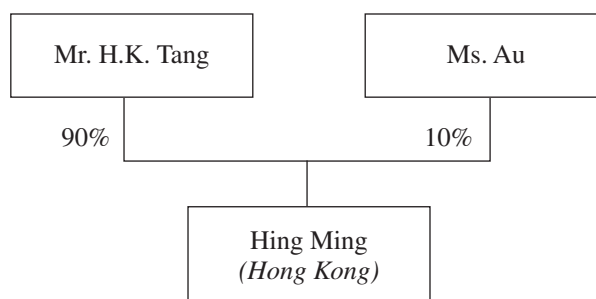 Mr. H.K. Tang
Ms. Au
90%
10%
Hing Ming
(Hong Kong)